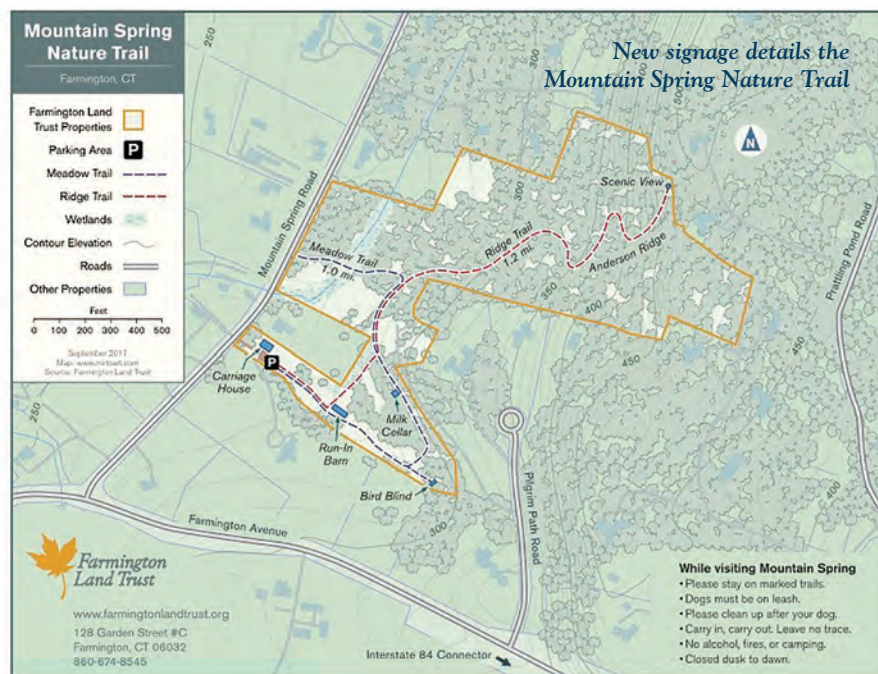 Mountain Spring
Nature Trail
Farmington, CT
Farmington Land
Trust Properties
Parking Area
P
Meadow Trail
Ridge Trail
Wetlands
Contour Elevation
Roads
Other Properties
Feet
0 100 200 300 400 500
September 2017
Source: Farmington Land Trust
New signage details the
Mountain Spring Nature Trail
N
250
300
500
300
Scenic View
Mountain Spring Road
Meadow Trail
1.0 mi.
Ridge Trail
1.2 mi.
Anderson Ridge
Prattling Pond Road
350
400
450
450
400
250
P
Carriage
House
Run-In
Barn
Milk
Cellar
Bird Blind
300
Pilgrim Path Road
Farmington Avenue
Farmington
Land Trust
www.farmingtonlandtrust.org
128 Garden Street #C
Farmington, CT 06032
860-674-8545
Interstate 84 Connector
While visiting Mountain Spring
• Please stay on marked trails.
• Dogs must be on leash.
• Please clean up after your dog.
• Carry in, carry out. Leave no trace.
• No alcohol, fires, or camping.
• Closed dusk to dawn.